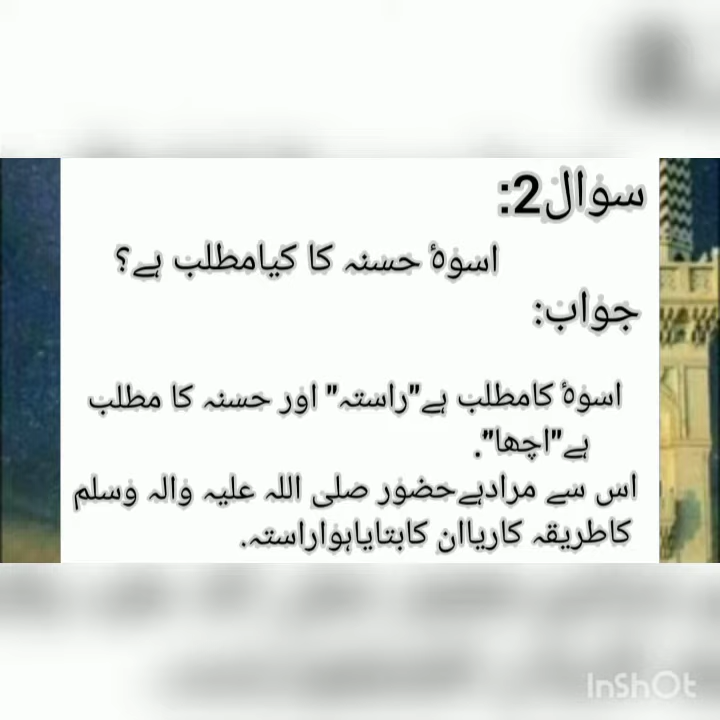 سوال2:
اسوۂ حسنہ کا کیامطلب ہے؟
جواب:
اسوۂ کامطلب ہے"راستہ" اور حسنہ کا مطلب
ہے"اچھا".
اس سے مرادہےحضور صلی اللہ علیہ والہ وسلم
کاطریقہ کاریاان کابتایاہواراستہ.
InShOt